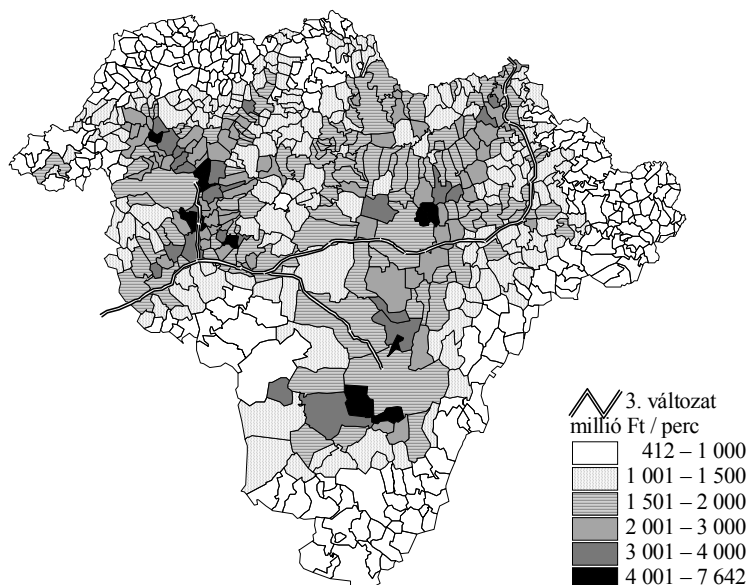 3. változat
millió Ft / perc
412 – 1 000
1 001 – 1 500
1 501 – 2 000
2 001 – 3 000
3 001 – 4 000
4 001 – 7 642